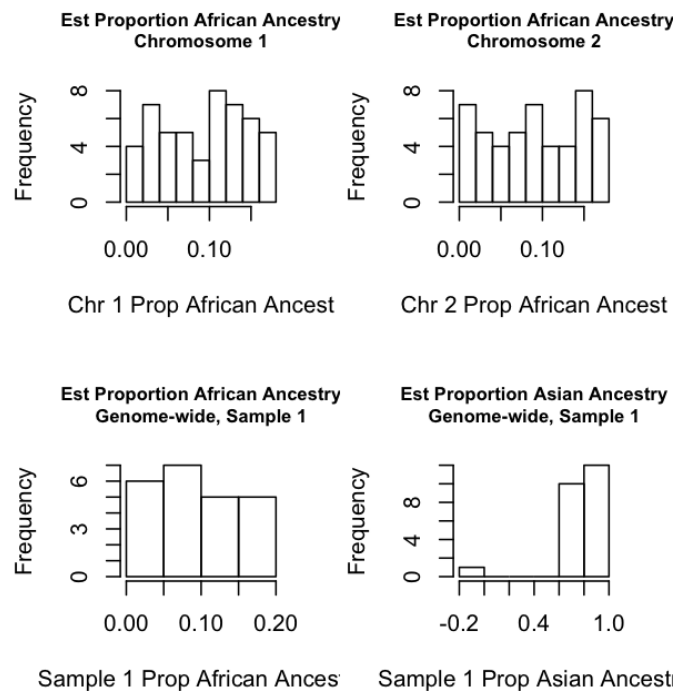 Est Proportion African Ancestry
Chromosome 1
Frequency
0 4 8
0.00 0.10
Chr 1 Prop African Ancest
Est Proportion African Ancestry
Chromosome 2
Frequency
0 4 8
0.00 0.10
Chr 2 Prop African Ancest
Est Proportion African Ancestry
Genome-wide, Sample 1
Frequency
0 3 6
0.00 0.10 0.20
Sample 1 Prop African Ances
Est Proportion Asian Ancestry
Genome-wide, Sample 1
Frequency
0 4 8
-0.2 0.4 1.0
Sample 1 Prop Asian Ancest